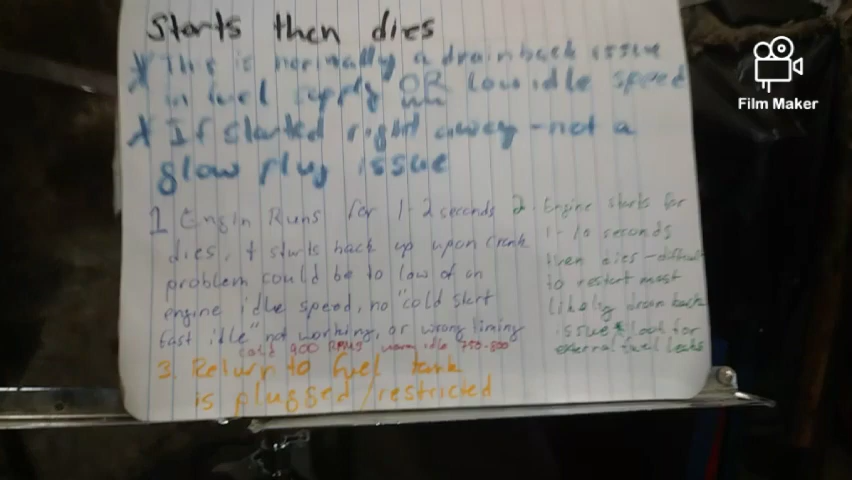 Starts then dies
* This is normally a drainback issue
in fuel supply OR low idle speed
* If started right away - not a
glow plug issue
1 Engin Runs for 1-2 seconds
dies, + starts back up upon crank
problem could be to low of an
engine idle speed, no "cold start
fast idle" not working, or wrong timing
cold 900 RPMS warm idle 750-800
2. Engine starts for
1-10 seconds
then dies - difficult
to restart most
likely drain back
issue * look for
external fuel leaks
3. Return to fuel tank
is plugged/restricted
Film Maker